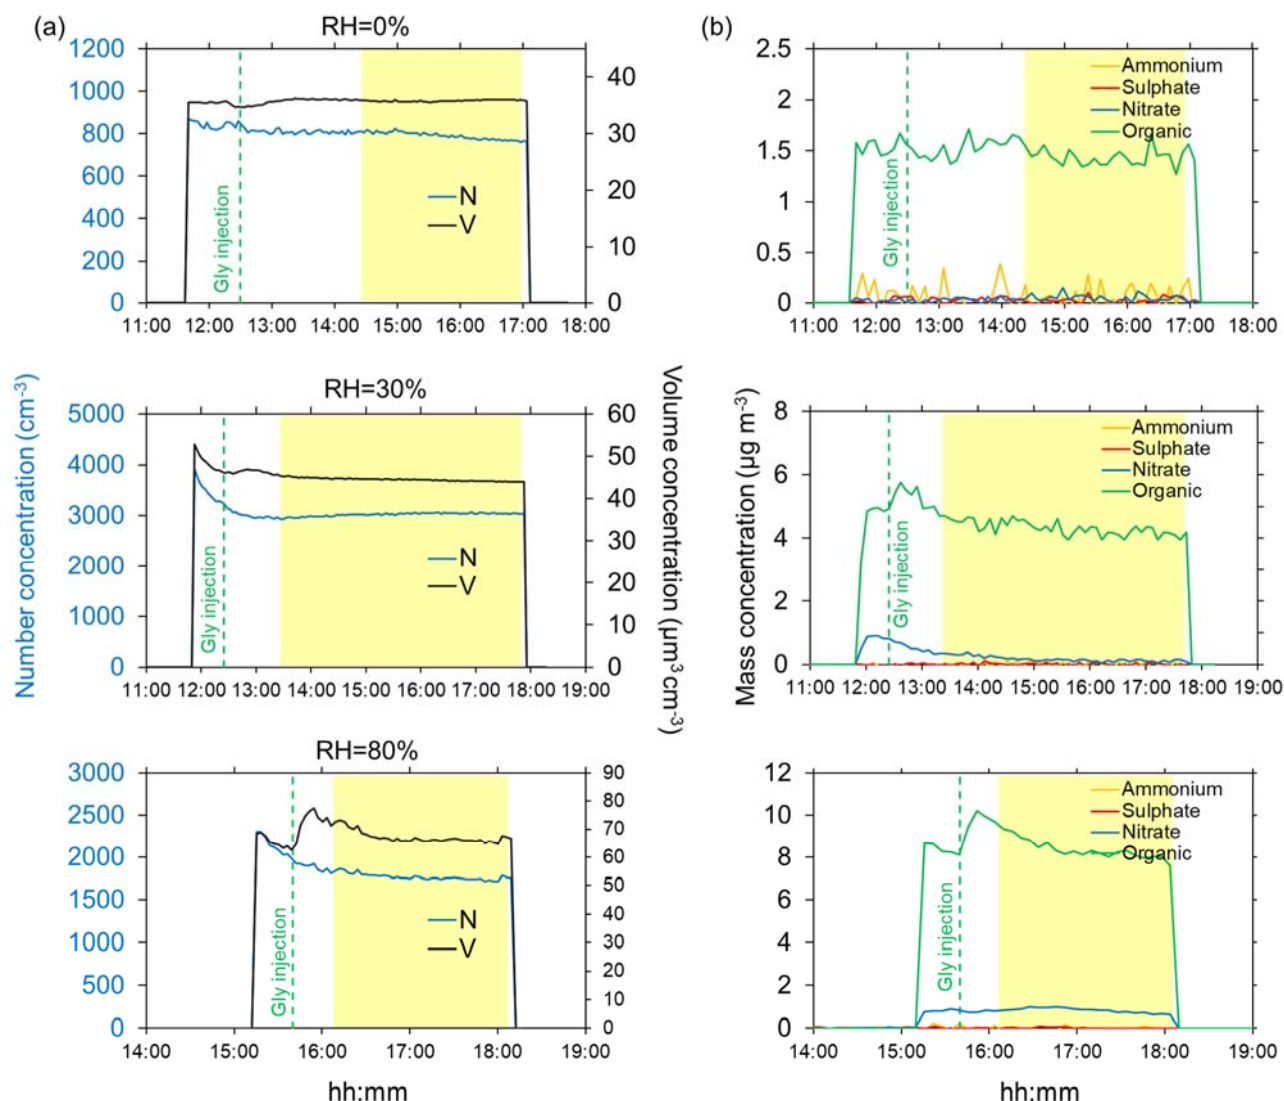 (a)
RH=0%
1200
1000
800
600
400
200
0
40
30
20
10
0
Gly injection
N
V
11:00 12:00 13:00 14:00 15:00 16:00 17:00 18:00
(b)
2.5
2
1.5
1
0.5
0
Ammonium
Sulphate
Nitrate
Organic
Gly injection
11:00 12:00 13:00 14:00 15:00 16:00 17:00 18:00
Number concentration (cm-3)
RH=30%
5000
4000
3000
2000
1000
0
60
50
40
30
20
10
0
Gly injection
N
V
11:00 12:00 13:00 14:00 15:00 16:00 17:00 18:00 19:00
Volume concentration (µm3 cm-3)
Mass concentration (µg m-3)
8
6
4
2
0
Ammonium
Sulphate
Nitrate
Organic
Gly injection
11:00 12:00 13:00 14:00 15:00 16:00 17:00 18:00 19:00
RH=80%
3000
2500
2000
1500
1000
500
0
90
80
70
60
50
40
30
20
10
0
Gly injection
N
V
14:00 15:00 16:00 17:00 18:00 19:00
hh:mm
12
10
8
6
4
2
0
Ammonium
Sulphate
Nitrate
Organic
Gly injection
14:00 15:00 16:00 17:00 18:00 19:00
hh:mm